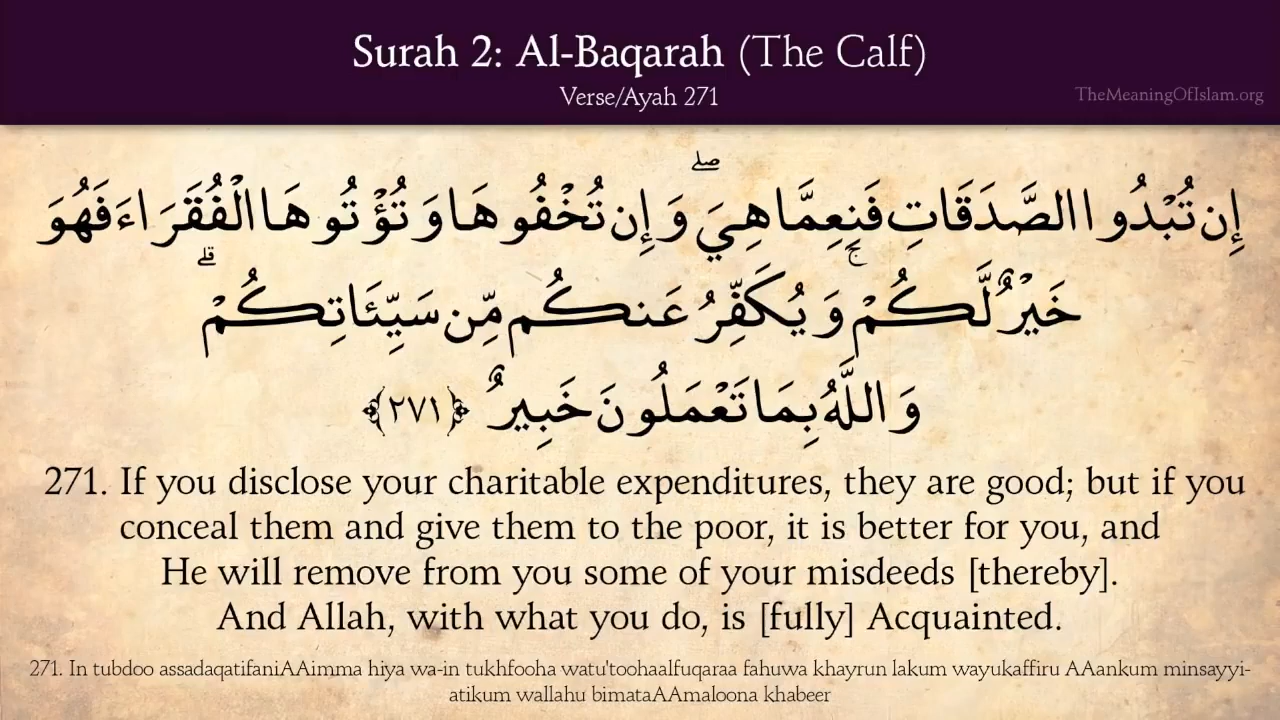 Surah 2: Al-Baqarah (The Calf)
Verse/Ayah 271
TheMeaningOfIslam.org
إِن تُبْدُوا الصَّدَقَاتِ فَنِعِمَّا هِيَ ۖ وَإِن تُخْفُوهَا وَتُؤْتُوهَا الْفُقَرَاءَ فَهُوَ
خَيْرٌ لَّكُمْ ۚ وَيُكَفِّرُ عَنكُم مِّن سَيِّئَاتِكُمْ ۗ
وَاللَّهُ بِمَا تَعْمَلُونَ خَبِيرٌ ﴿٢٧١﴾
271. If you disclose your charitable expenditures, they are good; but if you
conceal them and give them to the poor, it is better for you, and
He will remove from you some of your misdeeds [thereby].
And Allah, with what you do, is [fully] Acquainted.
271. In tubdoo assadaqatifaniAAimma hiya wa-in tukhfooha watu'toohaalfuqaraa fahuwa khayrun lakum wayukaffiru AAankum minsayyi-
atikum wallahu bimataAAmaloona khabeer